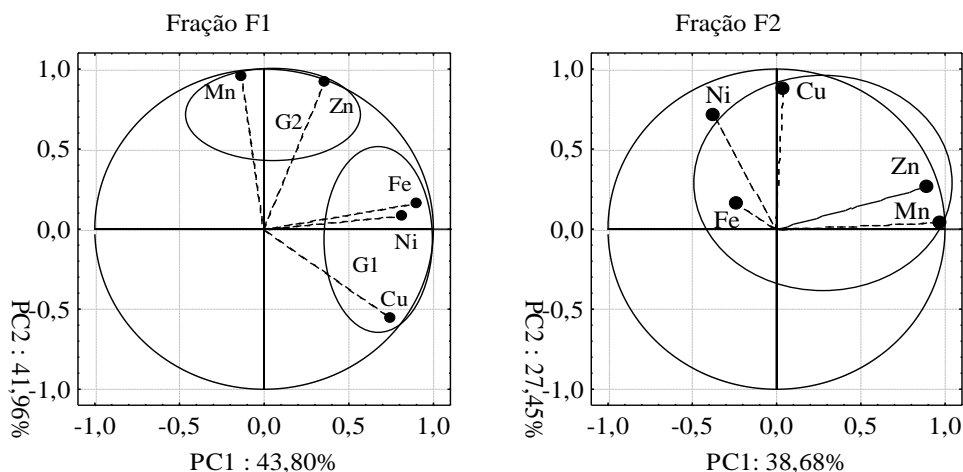 Fração F1
1,0
0,5
0,0
-0,5
-1,0
PC2 : 41,96%
Mn
Zn
G2
Fe
Ni
G1
Cu
-1,0 -0,5 0,0 0,5 1,0
PC1 : 43,80%
Fração F2
1,0
0,5
0,0
-0,5
-1,0
PC2 : 27,45%
Ni
Cu
Zn
Fe
Mn
-1,0 -0,5 0,0 0,5 1,0
PC1: 38,68%